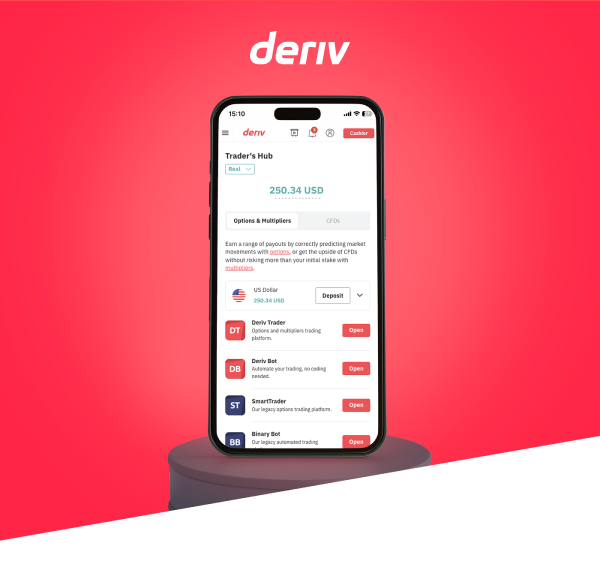 deriv
15:10
deriv
Cashier
Trader's Hub
Real
250.34 USD
Options & Multipliers
CFDs
Earn a range of payouts by correctly predicting market
movements with options, or get the upside of CFDs
without risking more than your initial stake with
multipliers.
US Dollar
250.34 USD
Deposit
DT
Deriv Trader
Options and multipliers trading
platform.
Open
DB
Deriv Bot
Automate your trading, no coding
needed.
Open
ST
SmartTrader
Our legacy options trading platform.
Open
BB
Binary Bot
Our legacy automated trading
Open